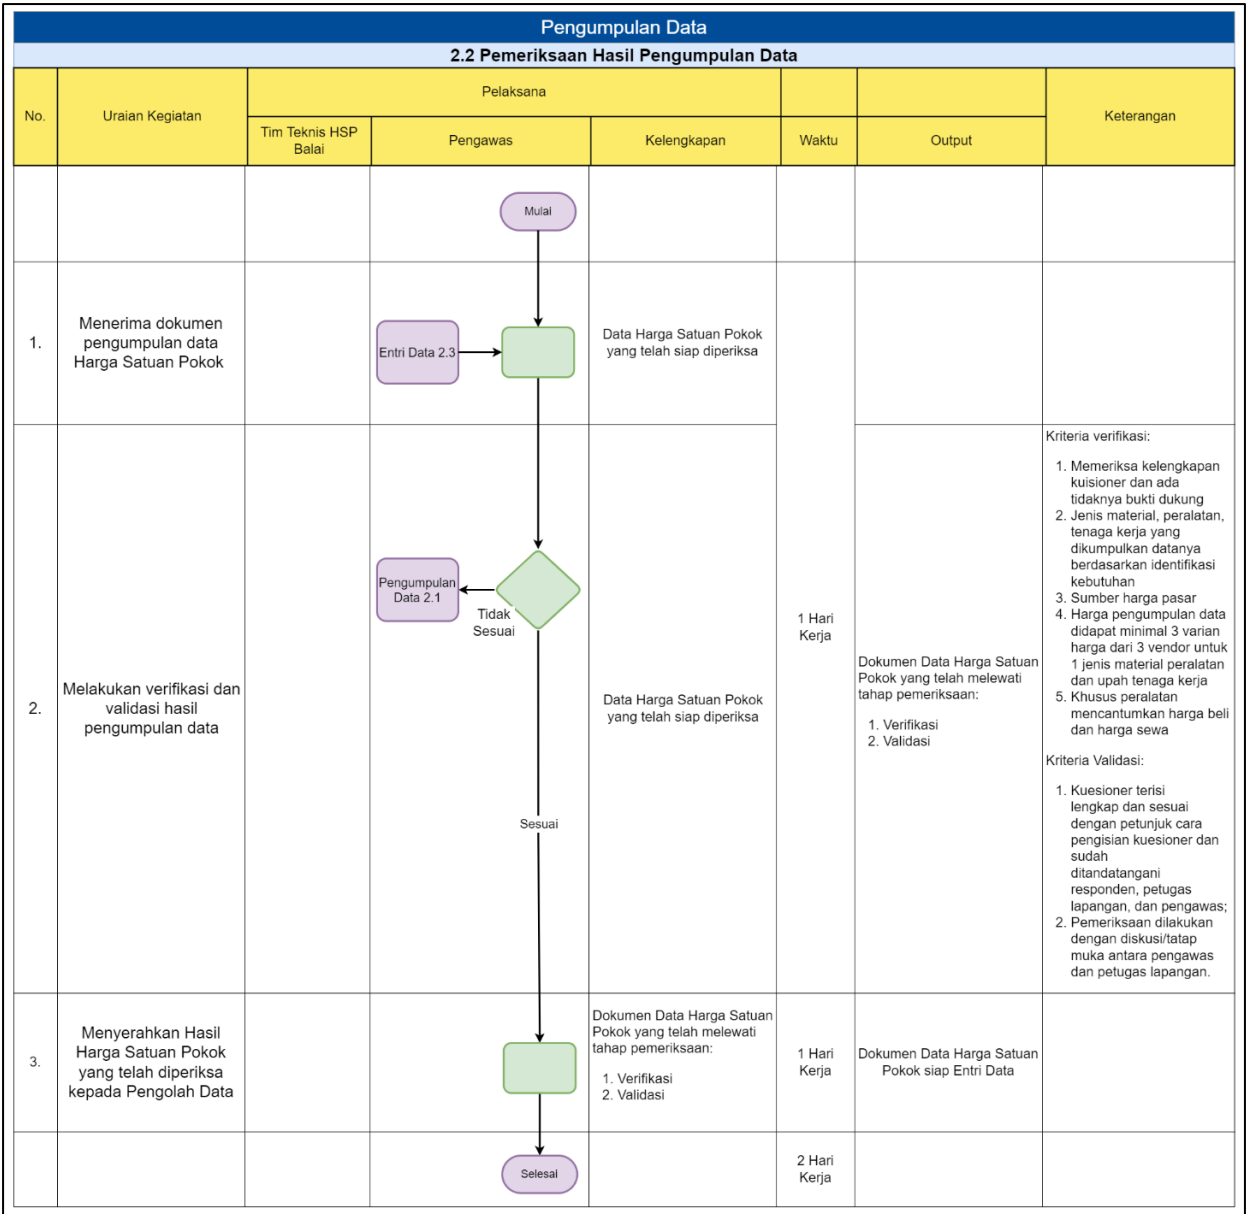 Pengumpulan Data
2.2 Pemeriksaan Hasil Pengumpulan Data
No.
Uraian Kegiatan
Pelaksana
Tim Teknis HSP
Balai
Pengawas
Kelengkapan
Waktu
Output
Keterangan
Mulai
1.
Menerima dokumen
pengumpulan data
Harga Satuan Pokok
Entri Data 2.3
Data Harga Satuan Pokok
yang telah siap diperiksa
2.
Melakukan verifikasi dan
validasi hasil
pengumpulan data
Pengumpulan
Data 2.1
Tidak
Sesuai
Sesuai
Data Harga Satuan Pokok
yang telah siap diperiksa
1 Hari
Kerja
Dokumen Data Harga Satuan
Pokok yang telah melewati
tahap pemeriksaan:
1. Verifikasi
2. Validasi
Kriteria verifikasi:
1. Memeriksa kelengkapan
kuisioner dan ada
tidaknya bukti dukung
2. Jenis material, peralatan,
tenaga kerja yang
dikumpulkan datanya
berdasarkan identifikasi
kebutuhan
3. Sumber harga pasar
4. Harga pengumpulan data
didapat minimal 3 varian
harga dari 3 vendor untuk
1 jenis material peralatan
dan upah tenaga kerja
5. Khusus peralatan
mencantumkan harga beli
dan harga sewa
Kriteria Validasi:
1. Kuesioner terisi
lengkap dan sesuai
dengan petunjuk cara
pengisian kuesioner dan
sudah
ditandatangani
responden, petugas
lapangan, dan pengawas;
2. Pemeriksaan dilakukan
dengan diskusi/tatap
muka antara pengawas
dan petugas lapangan.
3.
Menyerahkan Hasil
Harga Satuan Pokok
yang telah diperiksa
kepada Pengolah Data
Dokumen Data Harga Satuan
Pokok yang telah melewati
tahap pemeriksaan:
1. Verifikasi
2. Validasi
1 Hari
Kerja
Dokumen Data Harga Satuan
Pokok siap Entri Data
Selesai
2 Hari
Kerja